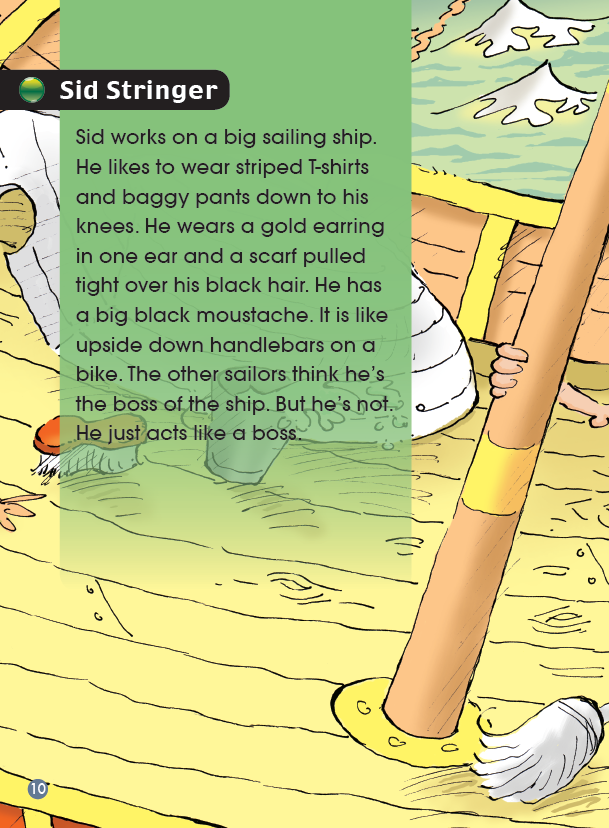 Sid Stringer
Sid works on a big sailing ship.
He likes to wear striped T-shirts
and baggy pants down to his
knees. He wears a gold earring
in one ear and a scarf pulled
tight over his black hair. He has
a big black moustache. It is like
upside down handlebars on a
bike. The other sailors think he's
the boss of the ship. But he's not.
He just acts like a boss.
10